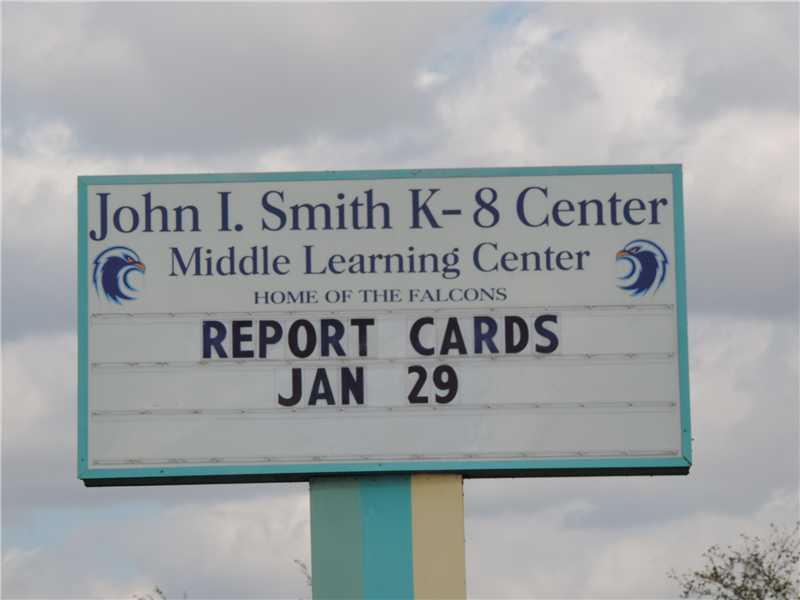 John I. Smith K-8 Center
Middle Learning Center
HOME OF THE FALCONS
REPORT CARDS
JAN 29